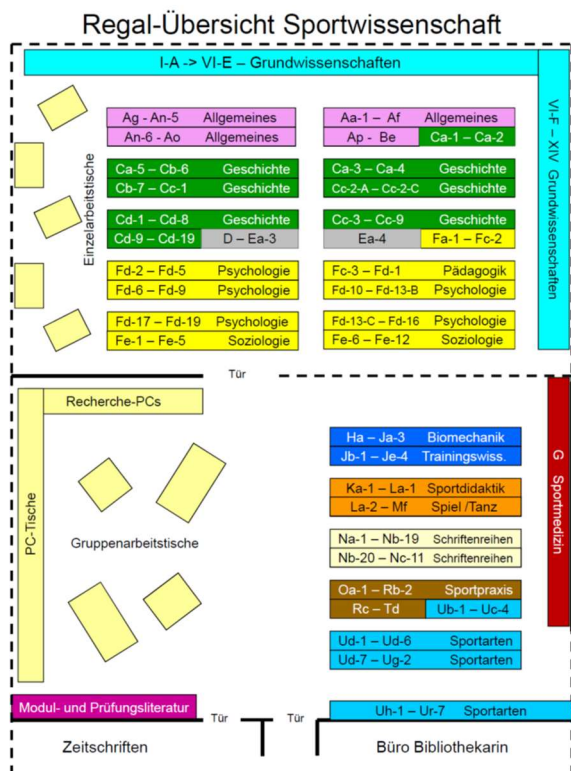 Regal-Übersicht Sportwissenschaft
I-A -> VI-E – Grundwissenschaften
VI-F – XIV Grundwissenschaften
Einzelarbeitstische
Ag - An-5 Allgemeines
An-6 - Ao Allgemeines
Aa-1 – Af Allgemeines
Ap - Be Ca-1 – Ca-2
Ca-5 – Cb-6 Geschichte
Cb-7 – Cc-1 Geschichte
Ca-3 – Ca-4 Geschichte
Cc-2-A – Cc-2-C Geschichte
Cd-1 – Cd-8 Geschichte
Cd-9 – Cd-19 D – Ea-3
Cc-3 – Cc-9 Geschichte
Ea-4 Fa-1 – Fc-2
Fd-2 – Fd-5 Psychologie
Fd-6 – Fd-9 Psychologie
Fc-3 – Fd-1 Pädagogik
Fd-10 – Fd-13-B Psychologie
Fd-17 – Fd-19 Psychologie
Fe-1 – Fe-5 Soziologie
Fd-13-C – Fd-16 Psychologie
Fe-6 – Fe-12 Soziologie
Tür
Recherche-PCs
PC-Tische
Gruppenarbeitstische
G Sportmedizin
Ha – Ja-3 Biomechanik
Jb-1 – Je-4 Trainingswiss.
Ka-1 – La-1 Sportdidaktik
La-2 – Mf Spiel /Tanz
Na-1 – Nb-19 Schriftenreihen
Nb-20 – Nc-11 Schriftenreihen
Oa-1 – Rb-2 Sportpraxis
Rc – Td Ub-1 – Uc-4
Ud-1 – Ud-6 Sportarten
Ud-7 – Ug-2 Sportarten
Modul- und Prüfungsliteratur
Tür
Tür
Uh-1 – Ur-7 Sportarten
Zeitschriften
Büro Bibliothekarin